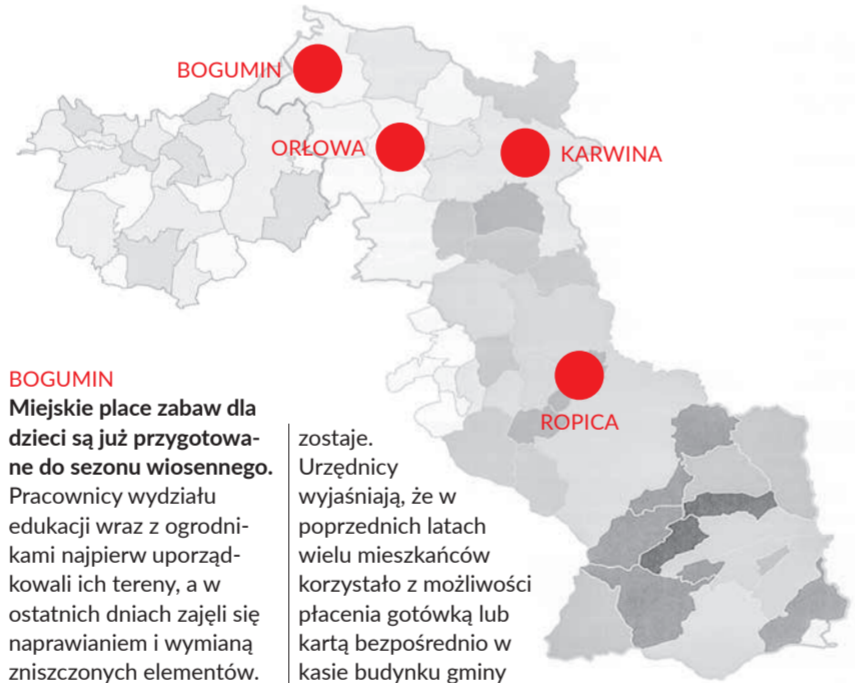 BOGUMIN
ORŁOWA
KARWINA
ROPICA
BOGUMIN
Miejskie place zabaw dla
dzieci są już przygotowa-
ne do sezonu wiosennego.
Pracownicy wydziału
edukacji wraz z ogrodni-
kami najpierw uporząd-
kowali ich tereny, a w
ostatnich dniach zajęli się
naprawianiem i wymianą
zniszczonych elementów.
zostaje.
Urzędnicy
wyjaśniają, że w
poprzednich latach
wielu mieszkańców
korzystało z możliwości
płacenia gotówką lub
kartą bezpośrednio w
kasie budynku gminy